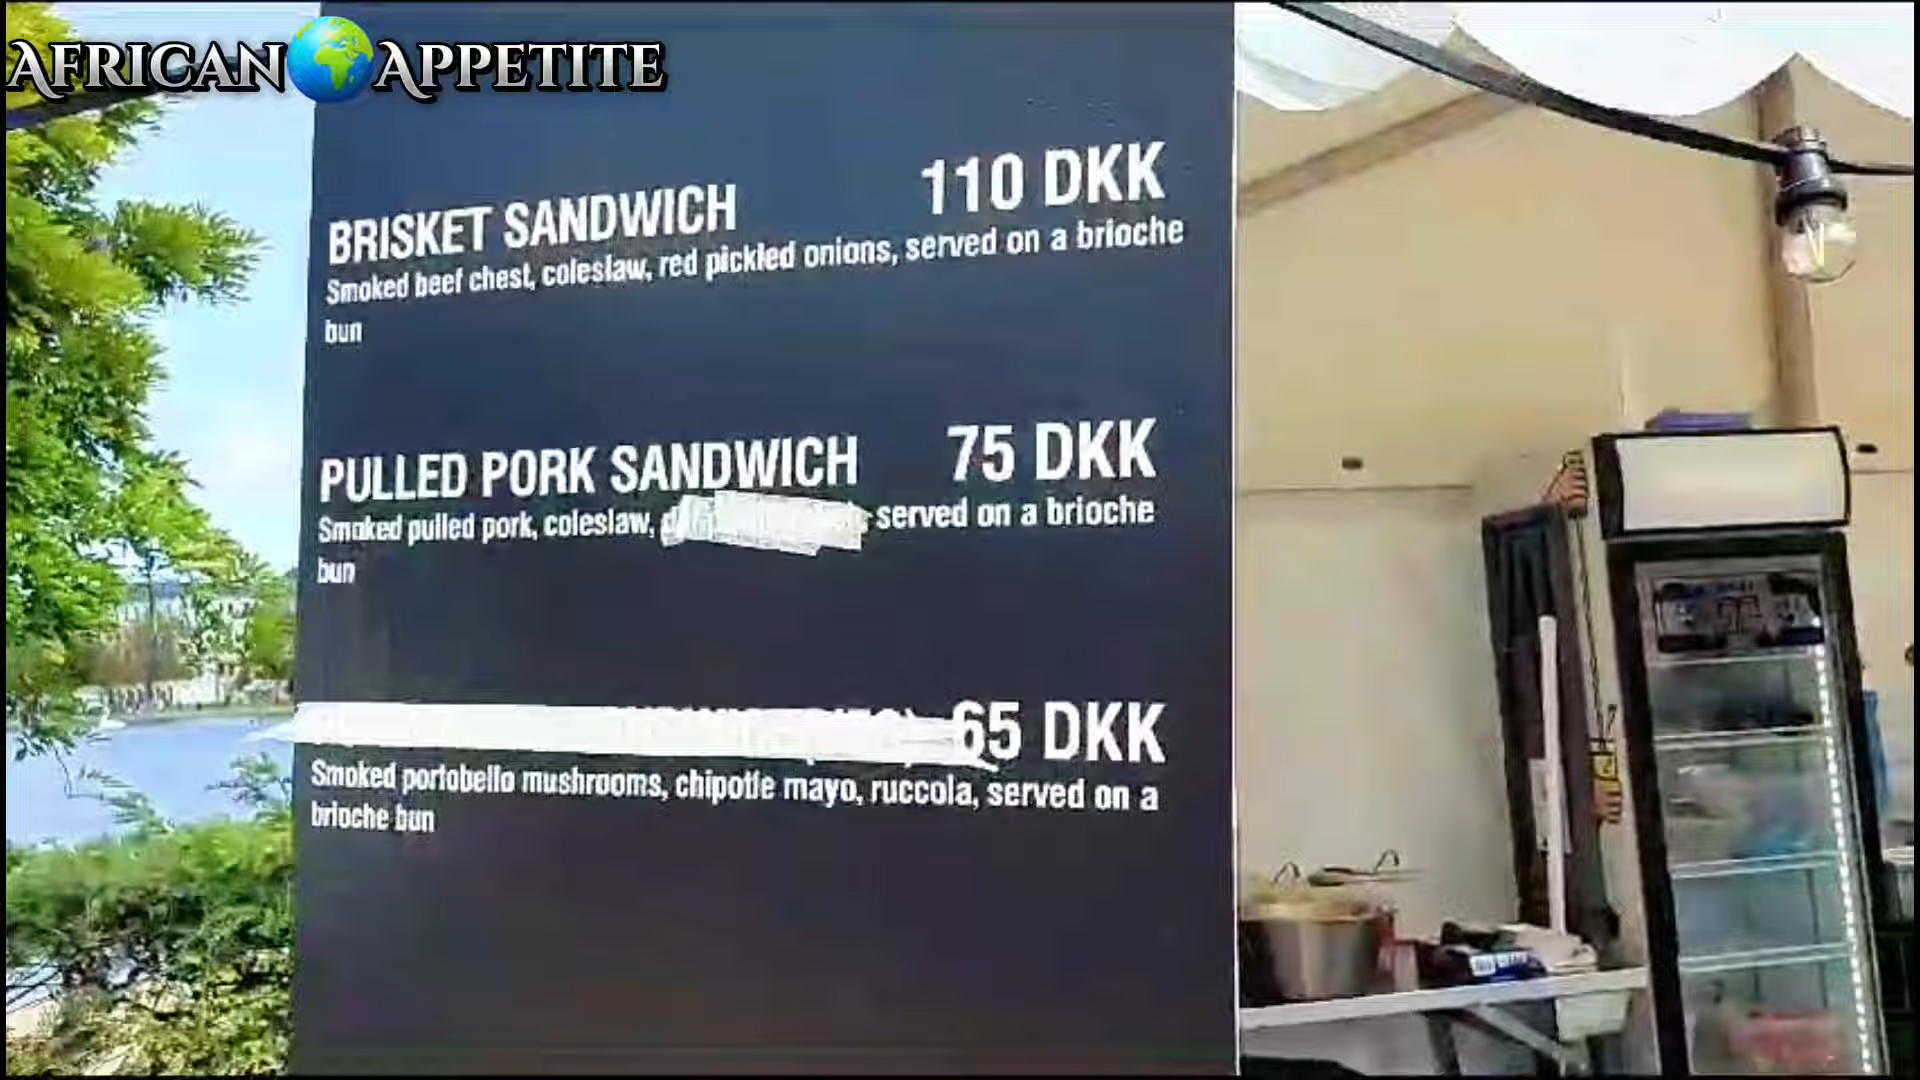 AFRICAN APPETITE
BRISKET SANDWICH 110 DKK
Smoked beef chest, coleslaw, red pickled onions, served on a brioche
bun
PULLED PORK SANDWICH 75 DKK
Smoked pulled pork, coleslaw, served on a brioche
bun
65 DKK
Smoked portobello mushrooms, chipotle mayo, ruccola, served on a
brioche bun